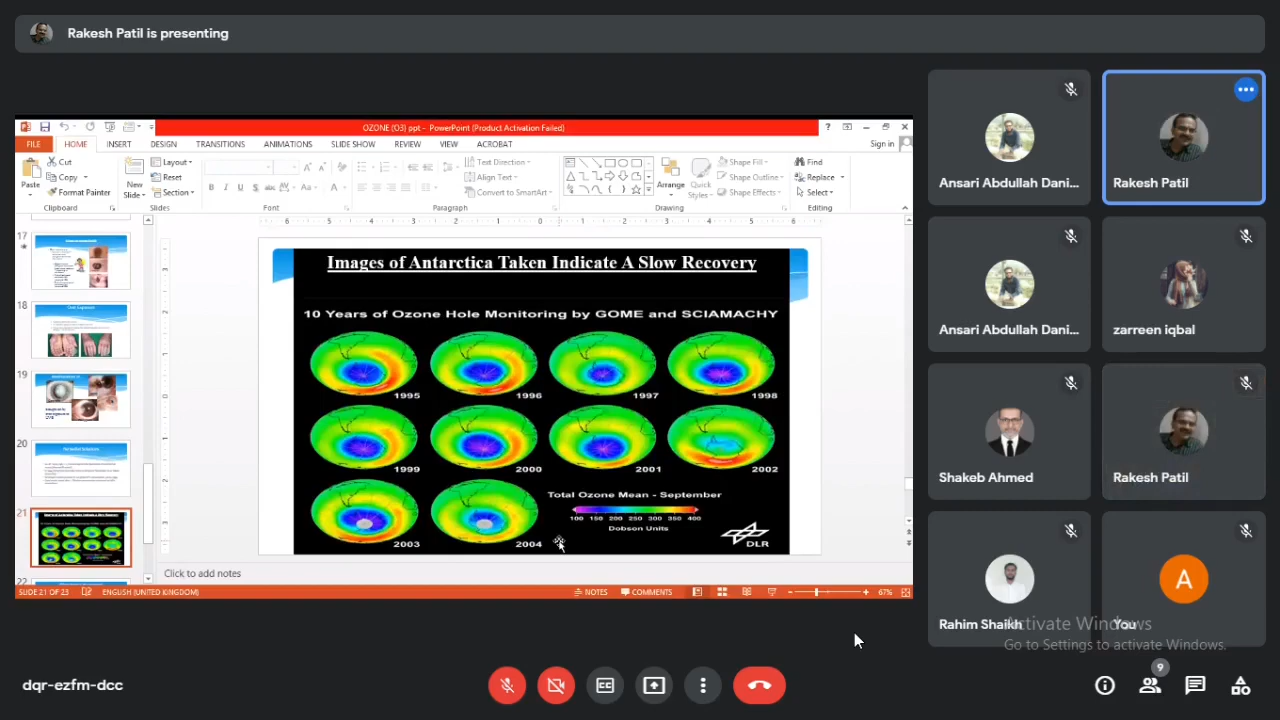 Rakesh Patil is presenting
OZONE (O3) ppt - PowerPoint (Product Activation Failed)
FILE HOME INSERT DESIGN TRANSITIONS ANIMATIONS SLIDE SHOW REVIEW VIEW ACROBAT Sign in
Paste
Cut
Copy
Format Painter
Clipboard
New Slide
Layout
Reset
Section
Slides
Font
Text Direction
Align Text
Convert to SmartArt
Paragraph
Arrange
Quick Styles
Shape Fill
Shape Outline
Shape Effects
Drawing
Find
Replace
Select
Editing
17
18
19
20
21
22
Images of Antarctica Taken Indicate A Slow Recovery
10 Years of Ozone Hole Monitoring by GOME and SCIAMACHY
1995 1996 1997 1998
1999 2000 2001 2002
2003 2004
Total Ozone Mean - September
100 150 200 250 300 350 400
Dobson Units
DLR
Click to add notes
SLIDE 21 OF 23 ENGLISH (UNITED KINGDOM) NOTES COMMENTS 67%
Ansari Abdullah Dani...
Rakesh Patil
Ansari Abdullah Dani...
zarreen iqbal
Shakeb Ahmed
Rakesh Patil
Rahim Shaikh
A
You
Activate Windows
Go to Settings to activate Windows.
dqr-ezfm-dcc
9